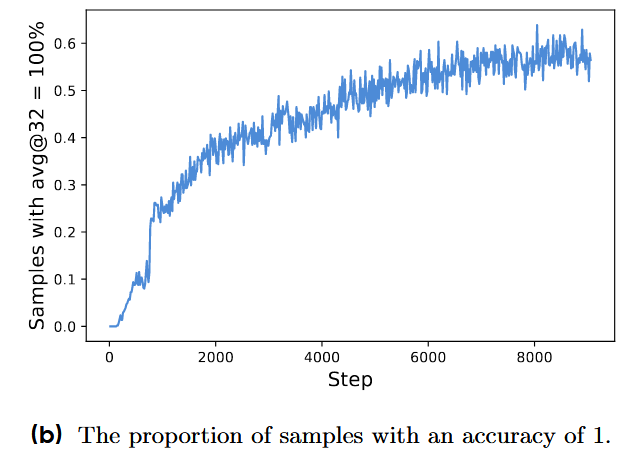 Samples with avg@32 = 100%
0.6
0.5
0.4
0.3
0.2
0.1
0.0
0 2000 4000 6000 8000
Step
(b) The proportion of samples with an accuracy of 1.